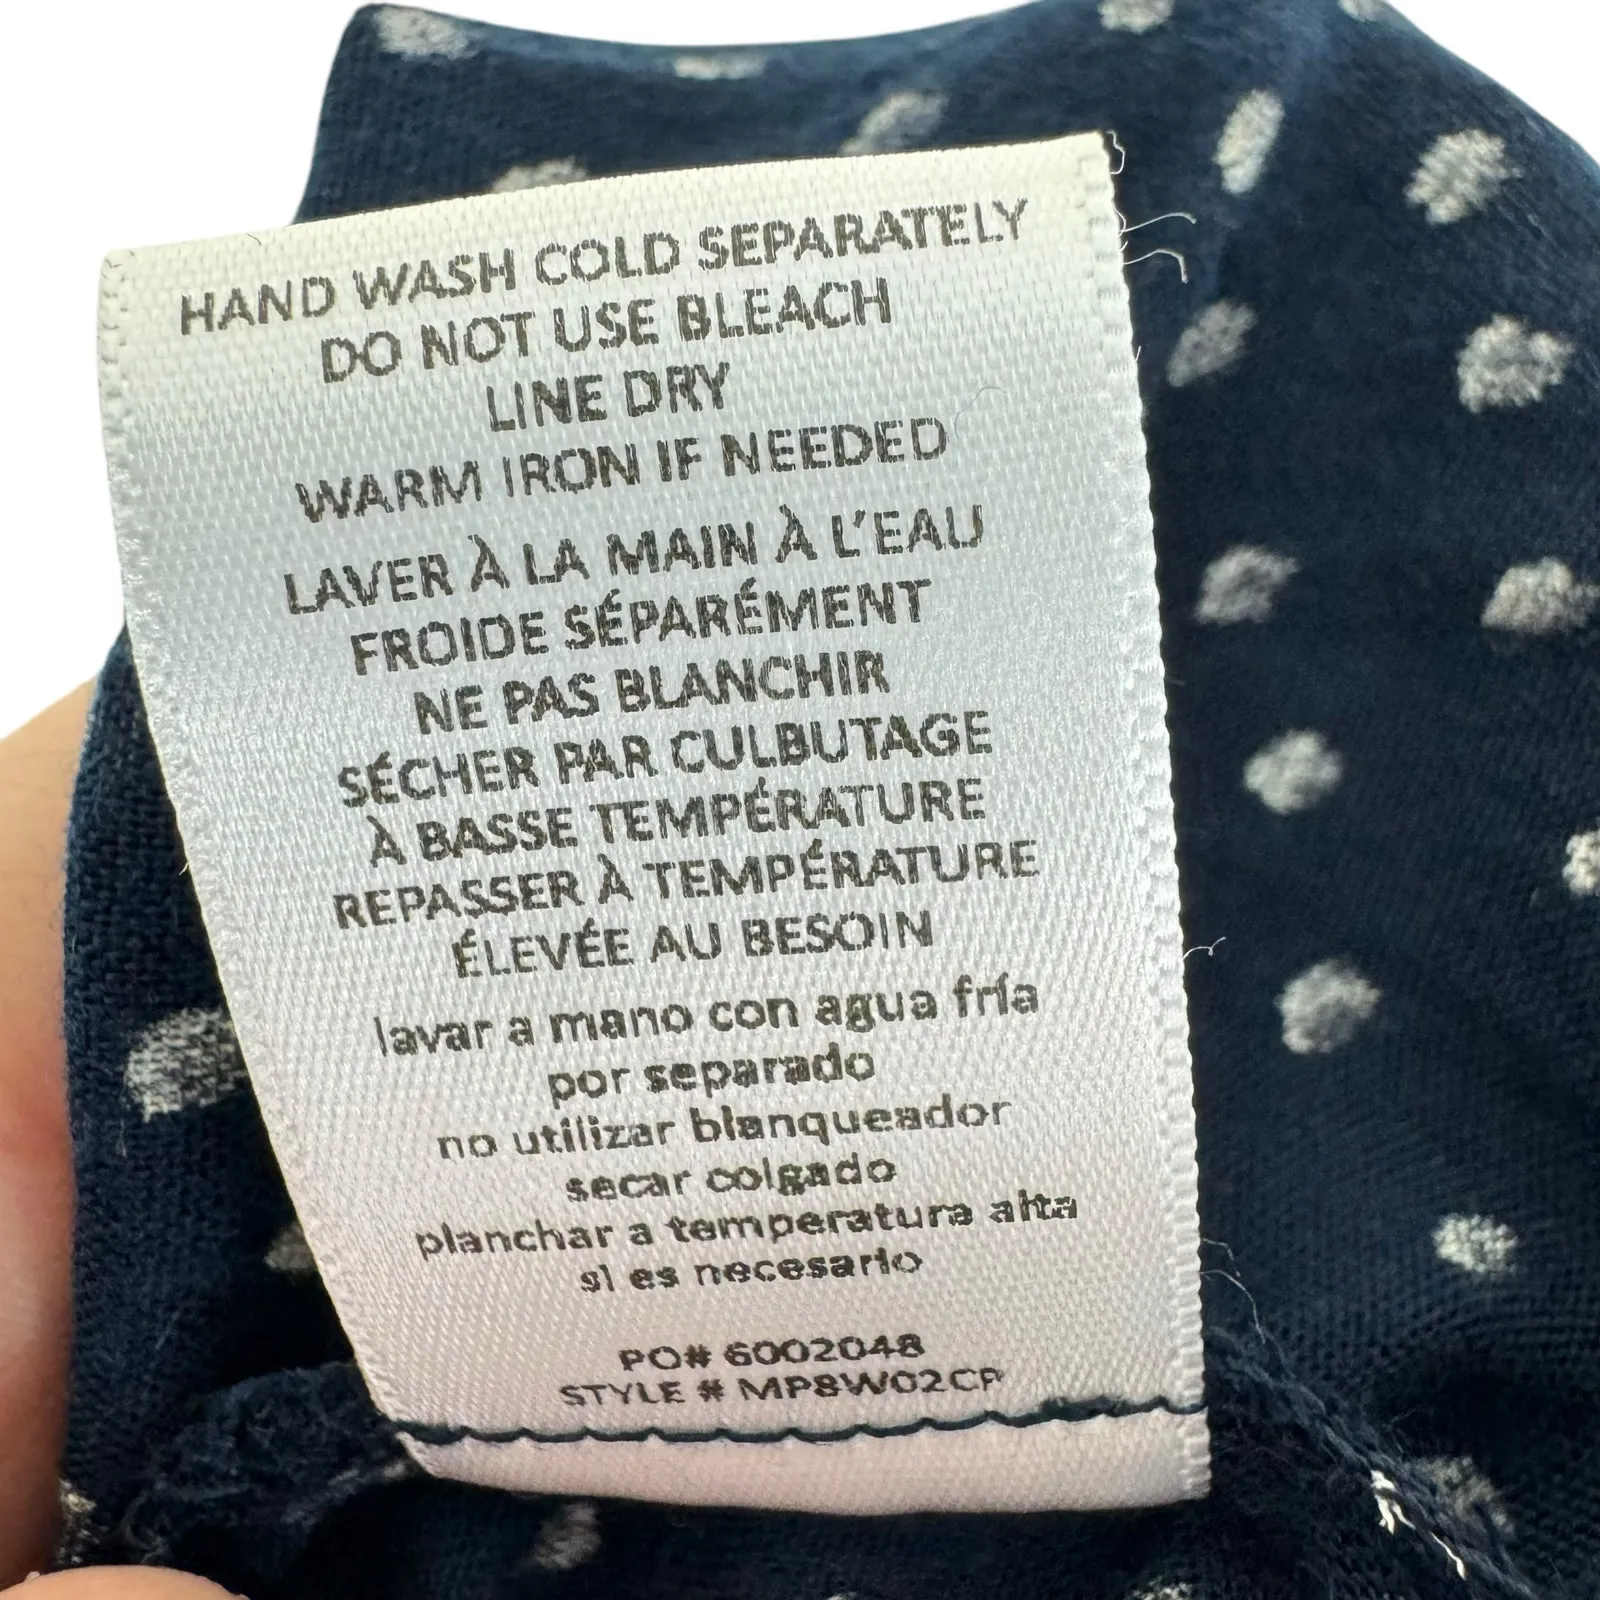 HAND WASH COLD SEPARATELY
DO NOT USE BLEACH
LINE DRY
WARM IRON IF NEEDED
LAVER À LA MAIN À L'EAU
FROIDE SÉPARÉMENT
NE PAS BLANCHIR
SÉCHER PAR CULBUTAGE
À BASSE TEMPÉRATURE
REPASSER À TEMPÉRATURE
ÉLEVÉE AU BESOIN
lavar a mano con agua fría
por separado
no utilizar blanqueador
secar colgado
planchar a temperatura alta
si es necesario
PO# 6002048
STYLE # MP8W02CP